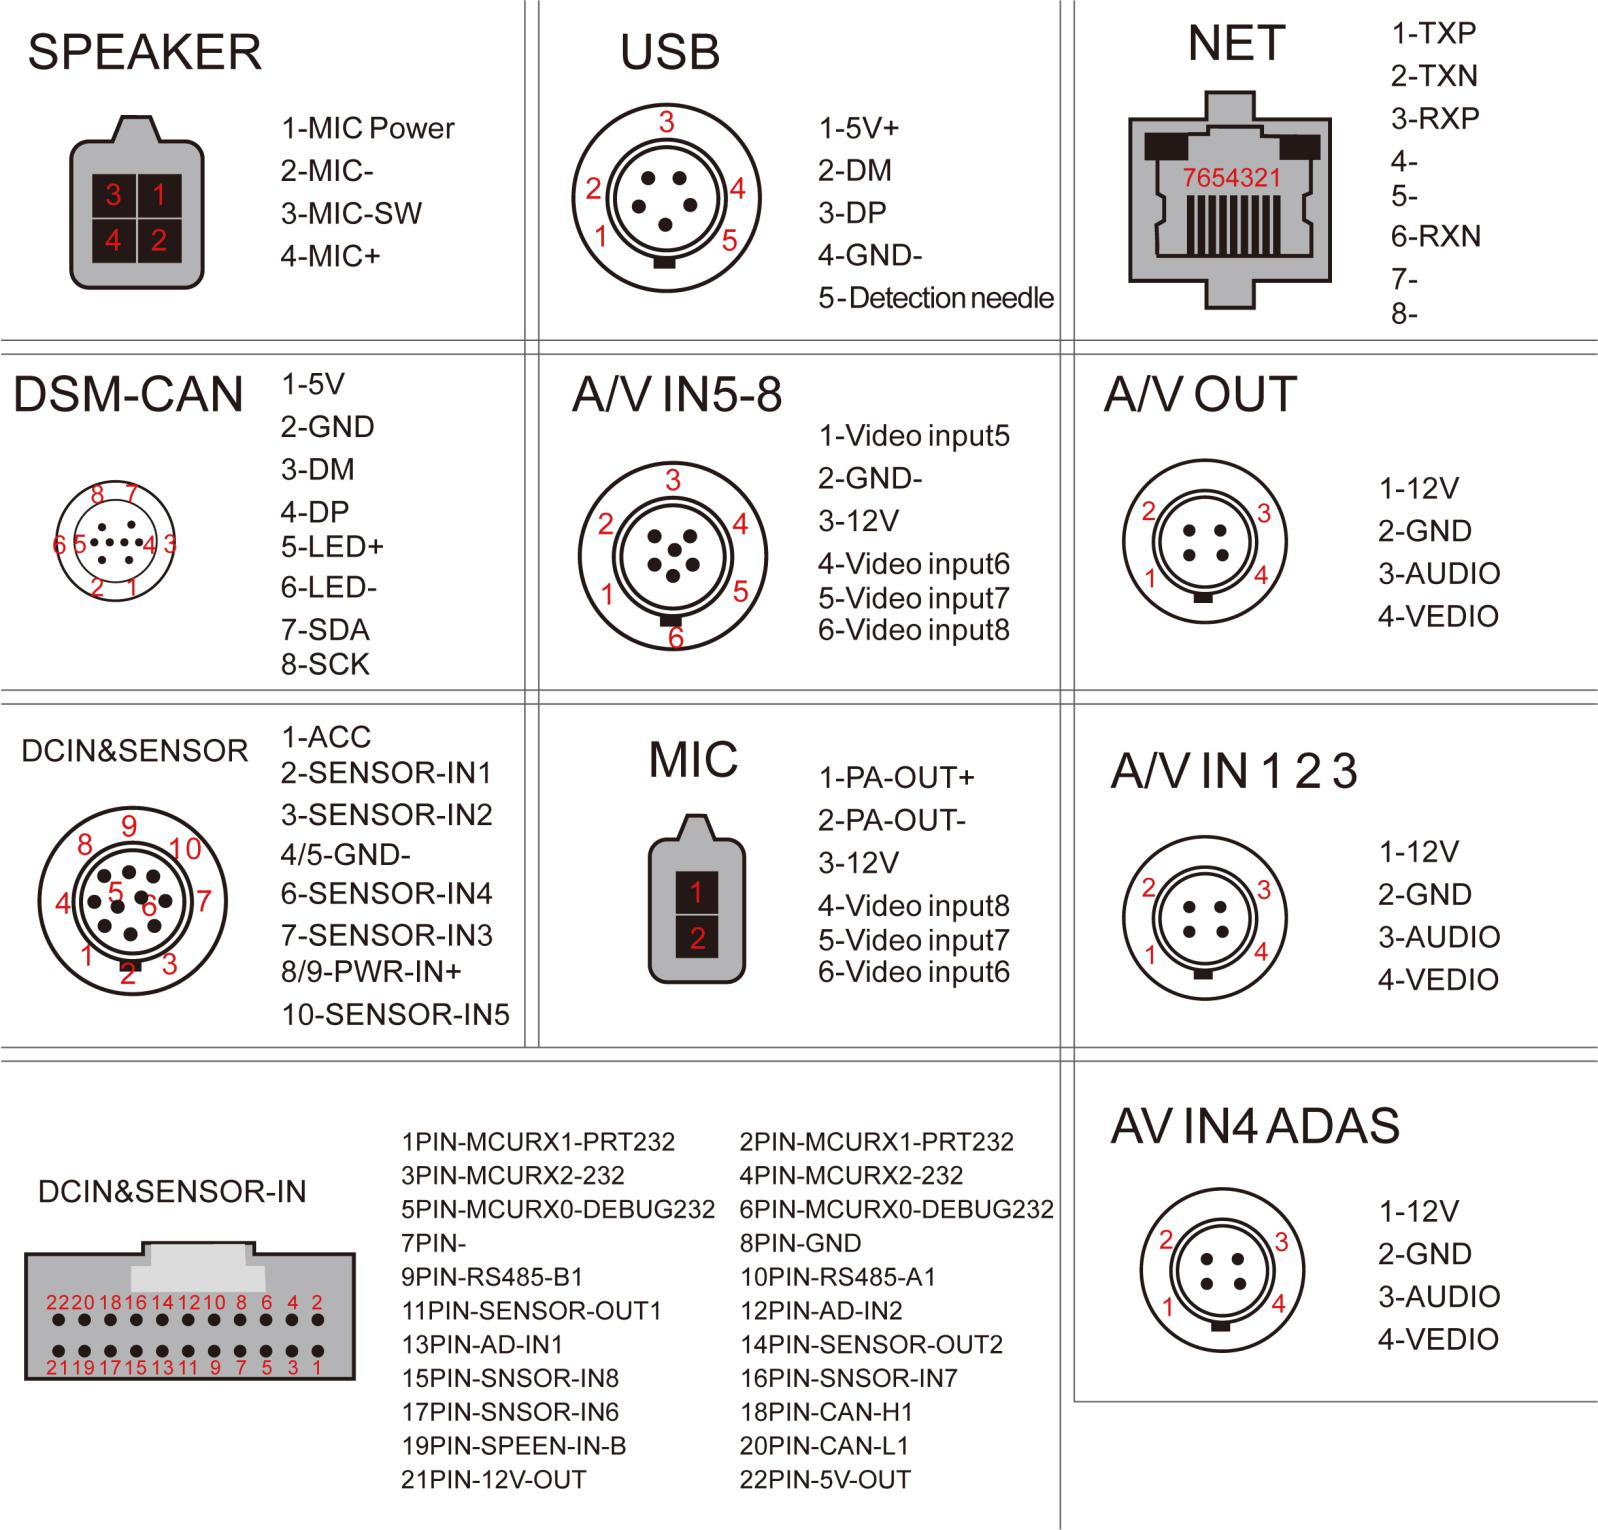 SPEAKER
1-MIC Power
2-MIC-
3-MIC-SW
4-MIC+
3 1
4 2
USB
1-5V+
2-DM
3-DP
4-GND-
5-Detection needle
3
2 4
1 5
NET
1-TXP
2-TXN
3-RXP
4-
5-
6-RXN
7-
8-
7654321
DSM-CAN
1-5V
2-GND
3-DM
4-DP
5-LED+
6-LED-
7-SDA
8-SCK
8 7
6 5 4 3
2 1
A/V IN5-8
1-Video input5
2-GND-
3-12V
4-Video input6
5-Video input7
6-Video input8
3
2 4
1 5
6
A/V OUT
1-12V
2-GND
3-AUDIO
4-VEDIO
2 3
1 4
DCIN&SENSOR
1-ACC
2-SENSOR-IN1
3-SENSOR-IN2
4/5-GND-
6-SENSOR-IN4
7-SENSOR-IN3
8/9-PWR-IN+
10-SENSOR-IN5
9
8 10
4 5 6 7
1 2 3
MIC
1-PA-OUT+
2-PA-OUT-
3-12V
4-Video input8
5-Video input7
6-Video input6
1
2
A/V IN 1 2 3
1-12V
2-GND
3-AUDIO
4-VEDIO
2 3
1 4
DCIN&SENSOR-IN
22 20 18 16 14 12 10 8 6 4 2
21 19 17 15 13 11 9 7 5 3 1
1PIN-MCURX1-PRT232 2PIN-MCURX1-PRT232
3PIN-MCURX2-232 4PIN-MCURX2-232
5PIN-MCURX0-DEBUG232 6PIN-MCURX0-DEBUG232
7PIN- 8PIN-GND
9PIN-RS485-B1 10PIN-RS485-A1
11PIN-SENSOR-OUT1 12PIN-AD-IN2
13PIN-AD-IN1 14PIN-SENSOR-OUT2
15PIN-SNSOR-IN8 16PIN-SNSOR-IN7
17PIN-SNSOR-IN6 18PIN-CAN-H1
19PIN-SPEEN-IN-B 20PIN-CAN-L1
21PIN-12V-OUT 22PIN-5V-OUT
AV IN4 ADAS
1-12V
2-GND
3-AUDIO
4-VEDIO
2 3
1 4